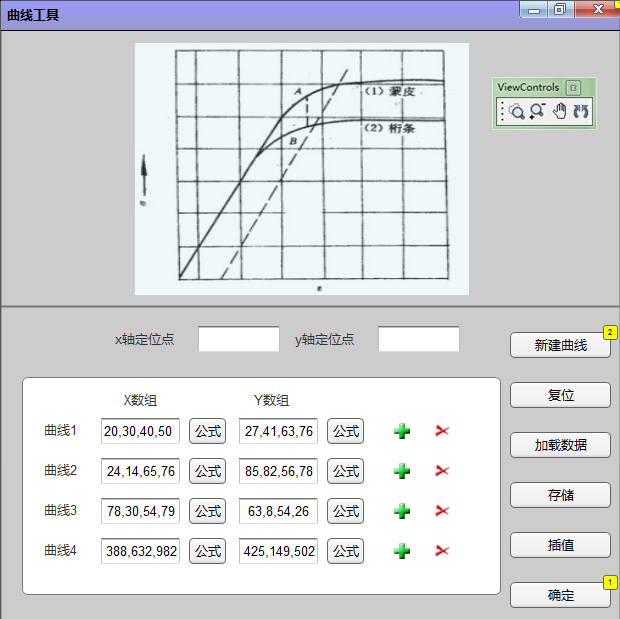 曲线工具
A
(1) 蒙皮
(2) 桁条
B
σ
ε
ViewControls
x轴定位点
y轴定位点
2
新建曲线
复位
加载数据
存储
插值
1
确定
X数组
Y数组
曲线1
20,30,40,50
公式
27,41,63,76
公式
曲线2
24,14,65,76
公式
85,82,56,78
公式
曲线3
78,30,54,79
公式
63,8,54,26
公式
曲线4
388,632,982
公式
425,149,502
公式